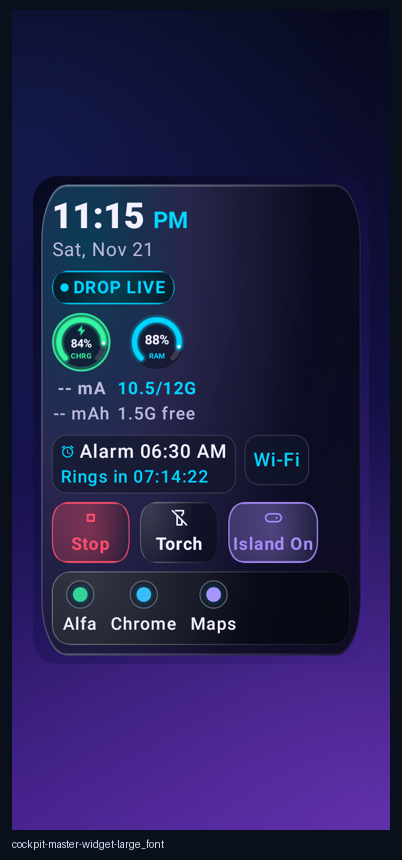 11:15 PM
Sat, Nov 21
DROP LIVE
84% 88%
CHRG RAM
-- mA 10.5/12G
-- mAh 1.5G free
Alarm 06:30 AM
Rings in 07:14:22
Wi-Fi
Stop Torch Island On
Alfa Chrome Maps
cockpit-master-widget-large_font